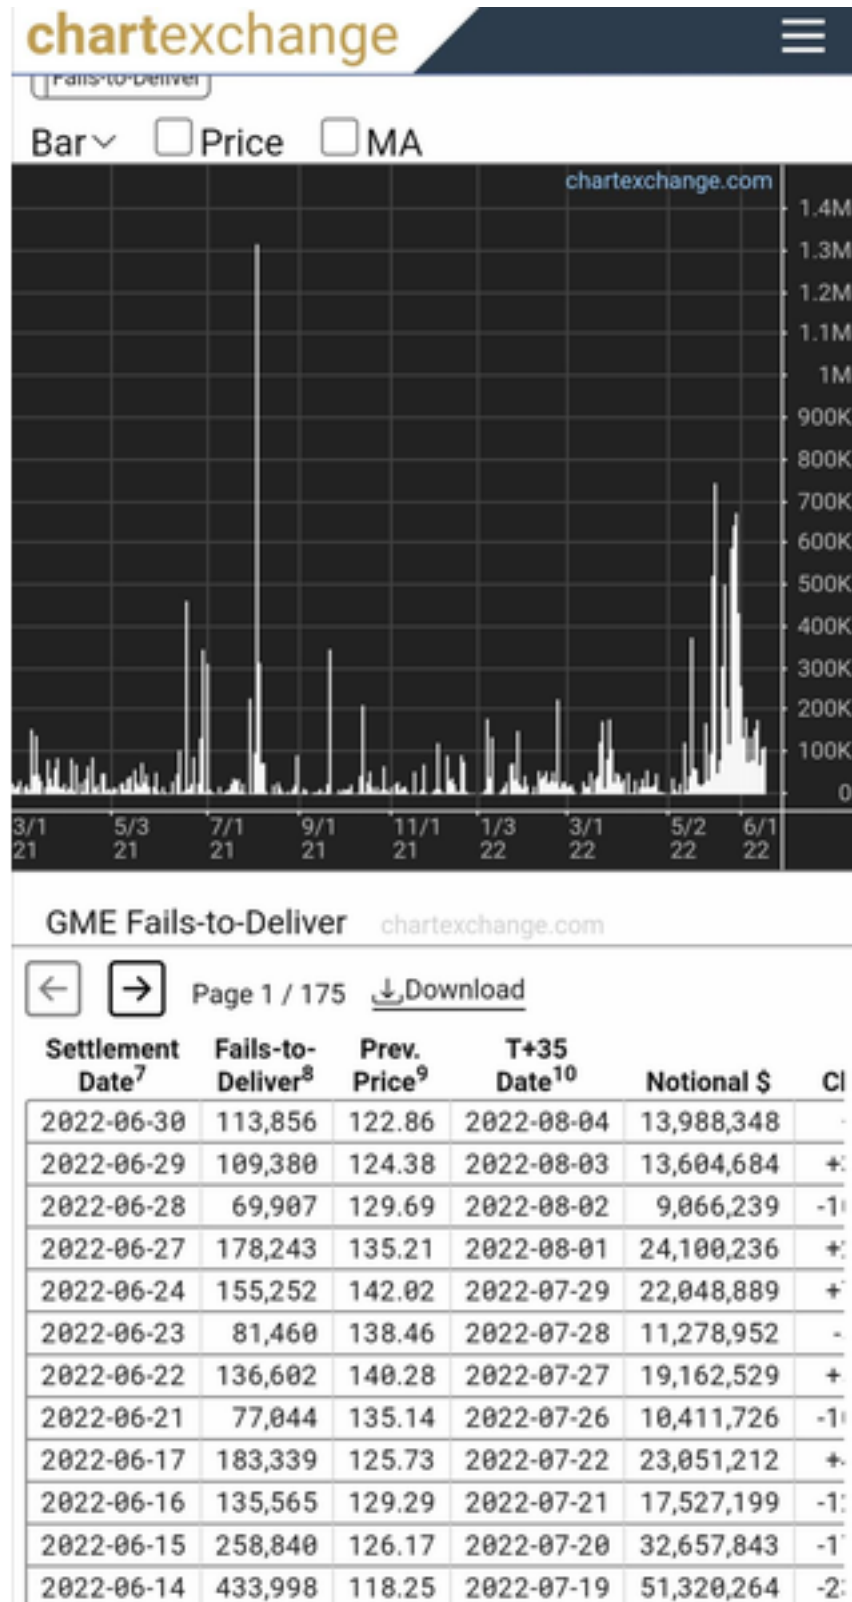 chartexchange
Fails-to-Deliver
Bar Price MA
chartexchange.com
1.4M
1.3M
1.2M
1.1M
1M
900K
800K
700K
600K
500K
400K
300K
200K
100K
0
3/1 5/3 7/1 9/1 11/1 1/3 3/1 5/2 6/1
21 21 21 21 21 22 22 22 22
GME Fails-to-Deliver chartexchange.com
Page 1 / 175 Download
Settlement Fails-to- Prev. T+35
Date7 Deliver8 Price9 Date10 Notional $
2022-06-30 113,856 122.86 2022-08-04 13,988,348
2022-06-29 109,380 124.38 2022-08-03 13,604,684
2022-06-28 69,907 129.69 2022-08-02 9,066,239
2022-06-27 178,243 135.21 2022-08-01 24,100,236
2022-06-24 155,252 142.02 2022-07-29 22,048,889
2022-06-23 81,460 138.46 2022-07-28 11,278,952
2022-06-22 136,602 140.28 2022-07-27 19,162,529
2022-06-21 77,044 135.14 2022-07-26 10,411,726
2022-06-17 183,339 125.73 2022-07-22 23,051,212
2022-06-16 135,565 129.29 2022-07-21 17,527,199
2022-06-15 258,840 126.17 2022-07-20 32,657,843
2022-06-14 433,998 118.25 2022-07-19 51,320,264